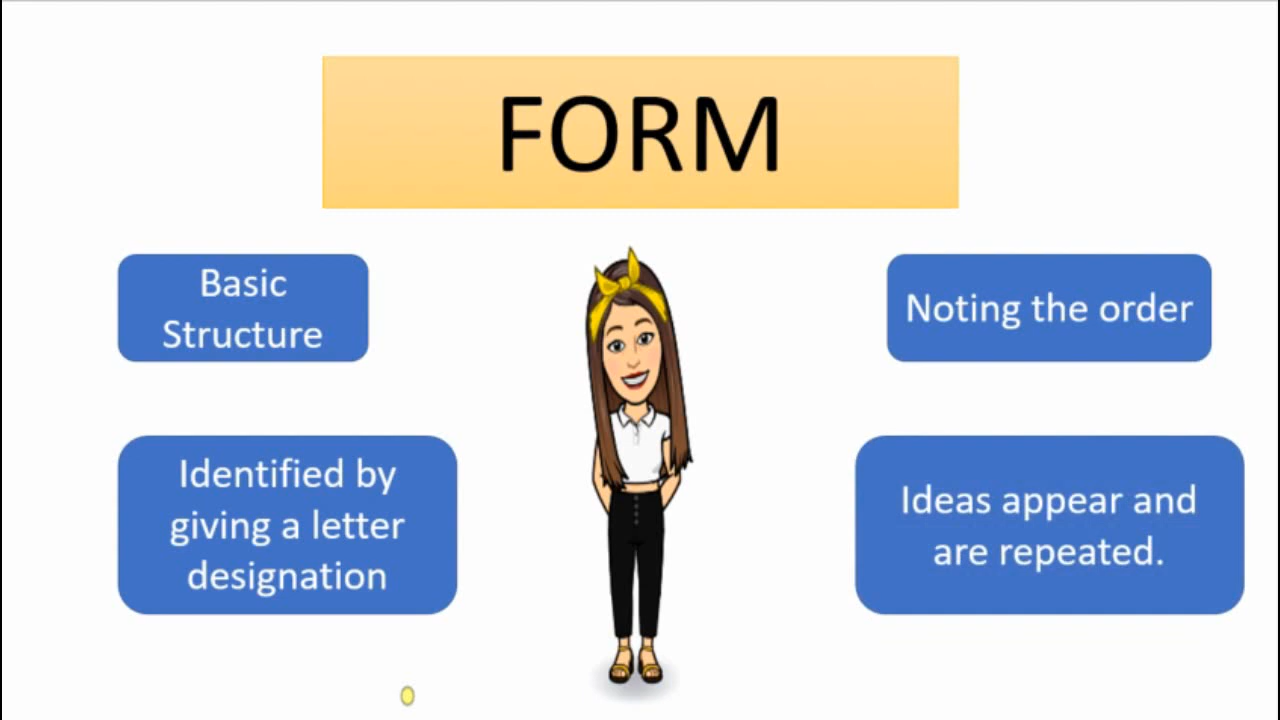 FORM
Basic
Structure
Noting the order
Identified by
giving a letter
designation
Ideas appear and
are repeated.